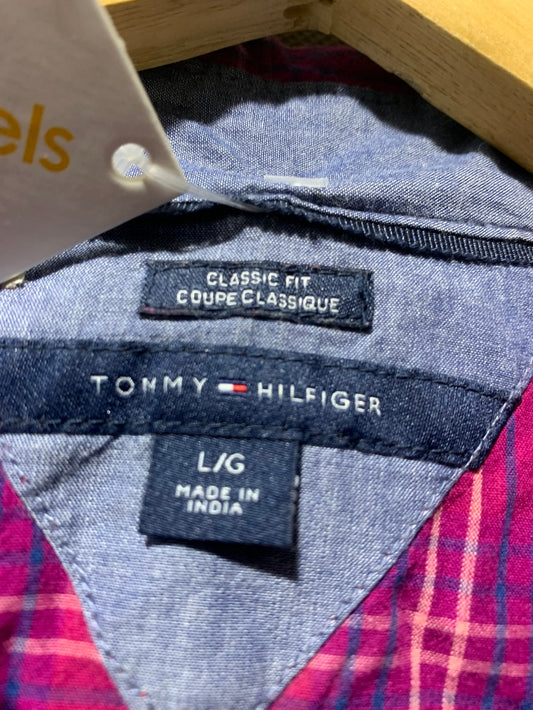 els
CLASSIC FIT
COUPE CLASSIQUE
TOMMY HILFIGER
L/G
MADE IN
INDIA